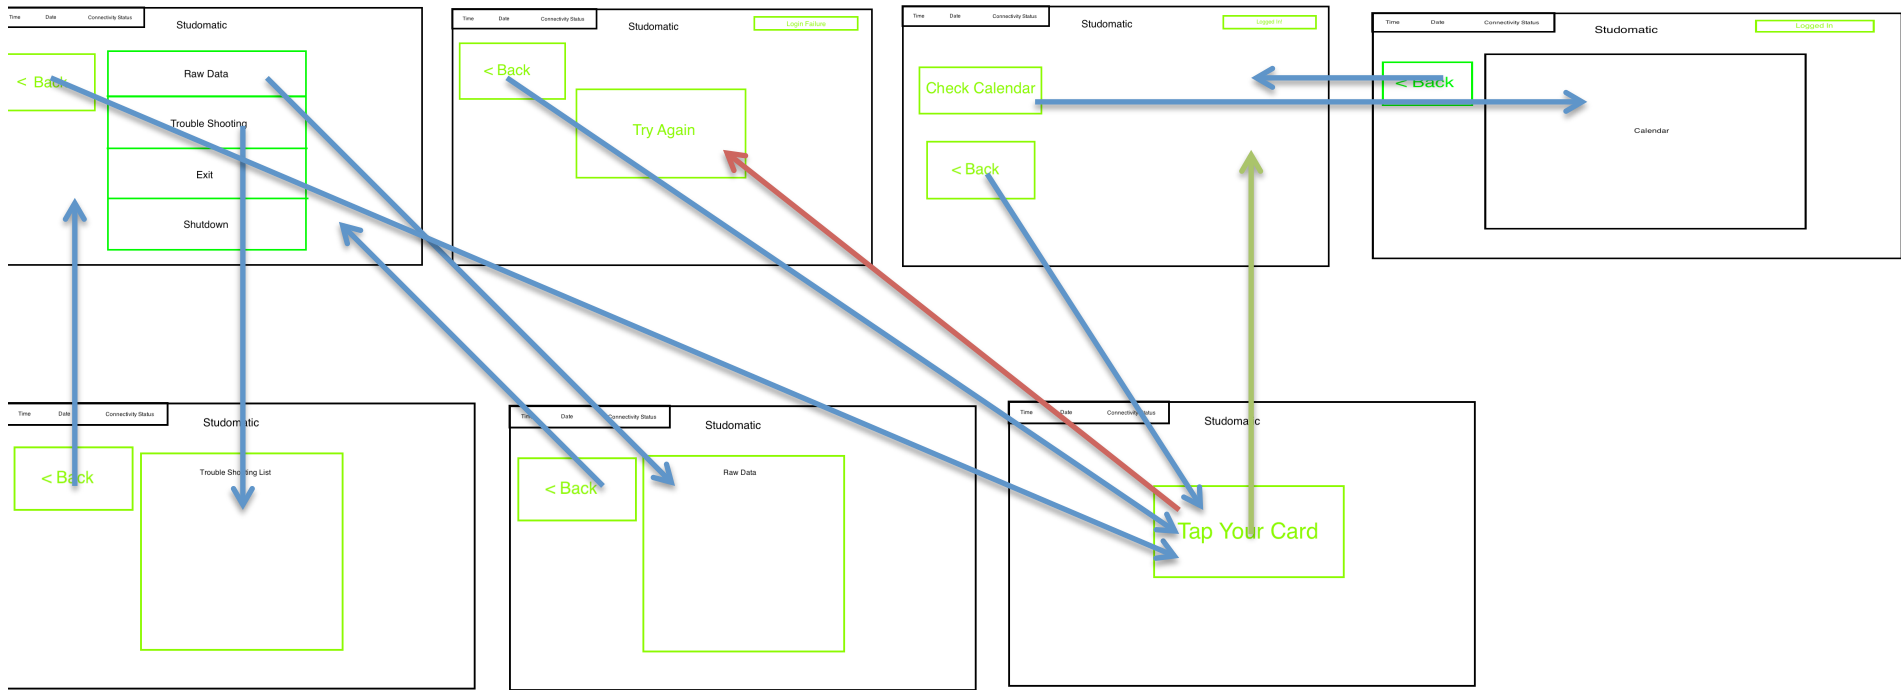 Time Date Connectivity Status
Studomatic
< Back
Raw Data
Trouble Shooting
Exit
Shutdown
Time Date Connectivity Status
Studomatic
Login Failure
< Back
Try Again
Time Date Connectivity Status
Studomatic
Logged In!
Check Calendar
< Back
Time Date Connectivity Status
Studomatic
Logged in
< Back
Calendar
Time Date Connectivity Status
Studomatic
< Back
Trouble Shooting List
Time Date Connectivity Status
Studomatic
< Back
Raw Data
Time Date Connectivity Status
Studomatic
Tap Your Card